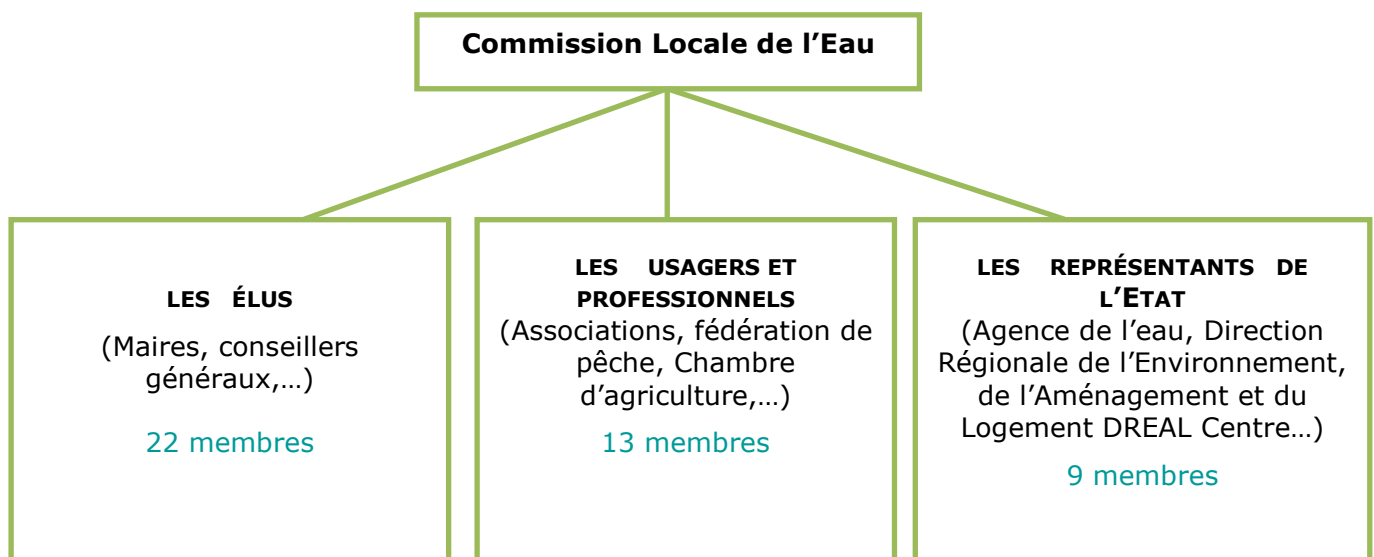 Commission Locale de l’Eau
LES ÉLUS
(Maires, conseillers
généraux,…)
22 membres
LES USAGERS ET
PROFESSIONNELS
(Associations, fédération de
pêche, Chambre
d’agriculture,…)
13 membres
LES REPRÉSENTANTS DE
L’ETAT
(Agence de l’eau, Direction
Régionale de l’Environnement,
de l’Aménagement et du
Logement DREAL Centre…)
9 membres